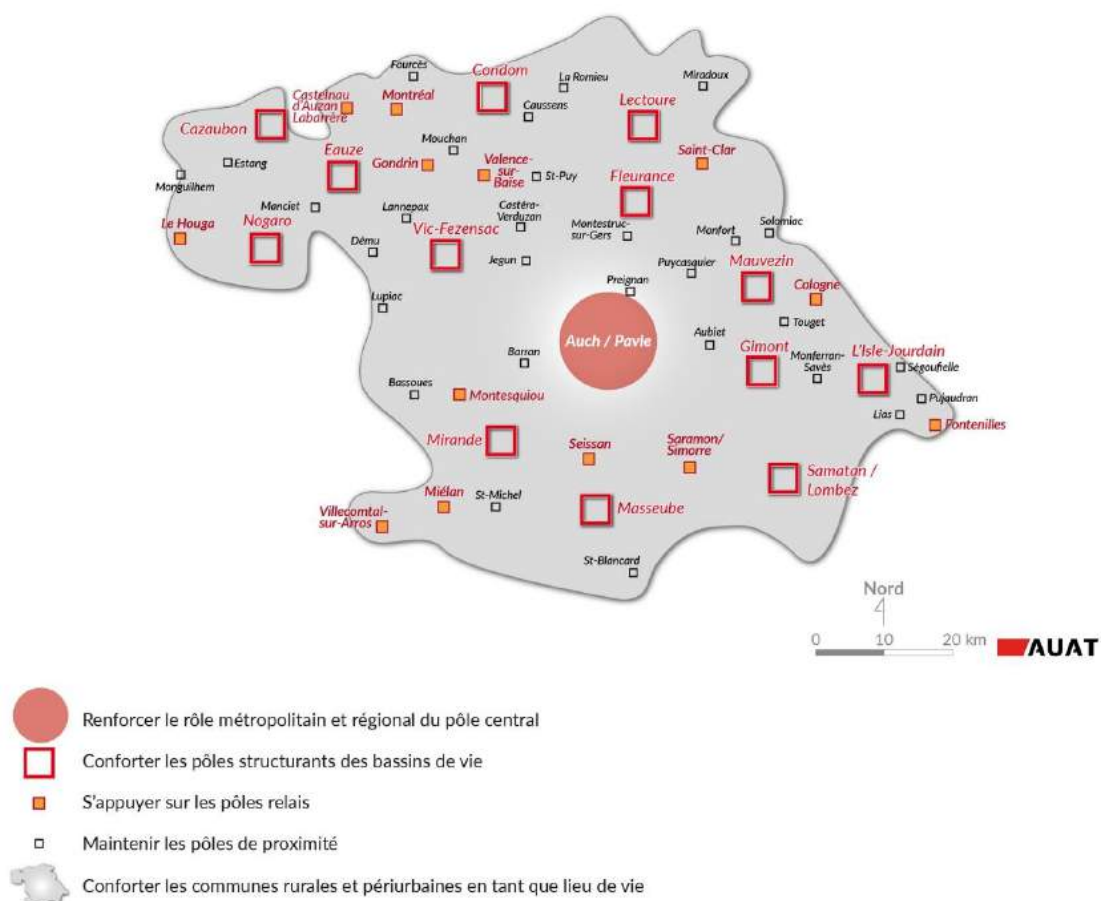 Fourcès
Condom
La Romieu
Miradoux
Castelnau
d'Auzan
Labarrère
Montréal
Caussens
Lectoure
Cazaubon
Mouchan
Eauze
Gondrin
Valence-
sur-
Baïse
St-Puy
Saint-Clar
Estang
Monguilhem
Fleurance
Manciet
Lannepax
Castéra-
Verduzan
Le Houga
Nogaro
Vic-Fezensac
Montestruc-
sur-Gers
Monfort
Solomiac
Dému
Jegun
Puycasquier
Mauvezin
Preignan
Cologne
Lupiac
Touget
Auch / Pavie
Aubiet
Gimont
L'Isle-Jourdain
Barran
Monferran-
Savès
Ségoufielle
Bassoues
Montesquiou
Pujaudran
Lias
Fontenilles
Mirande
Seissan
Saramon/
Simorre
Samatan /
Lombez
Miélan
St-Michel
Masseube
Villecomtal-
sur-Arros
St-Blancard
Nord
0 10 20 km
AUAT
Renforcer le rôle métropolitain et régional du pôle central
Conforter les pôles structurants des bassins de vie
S'appuyer sur les pôles relais
Maintenir les pôles de proximité
Conforter les communes rurales et périurbaines en tant que lieu de vie